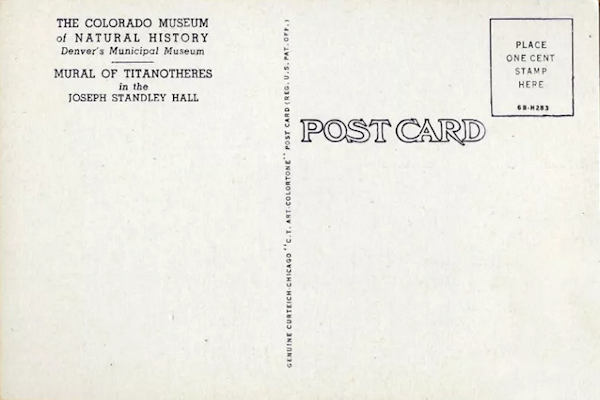 THE COLORADO MUSEUM
of NATURAL HISTORY
Denver's Municipal Museum
MURAL OF TITANOTHERES
in the
JOSEPH STANDLEY HALL
GENUINE CURTEICH-CHICAGO "C.T. ART-COLORTONE" POST CARD (REG. U.S. PAT. OFF.)
POST CARD
PLACE
ONE CENT
STAMP
HERE
6B-H283